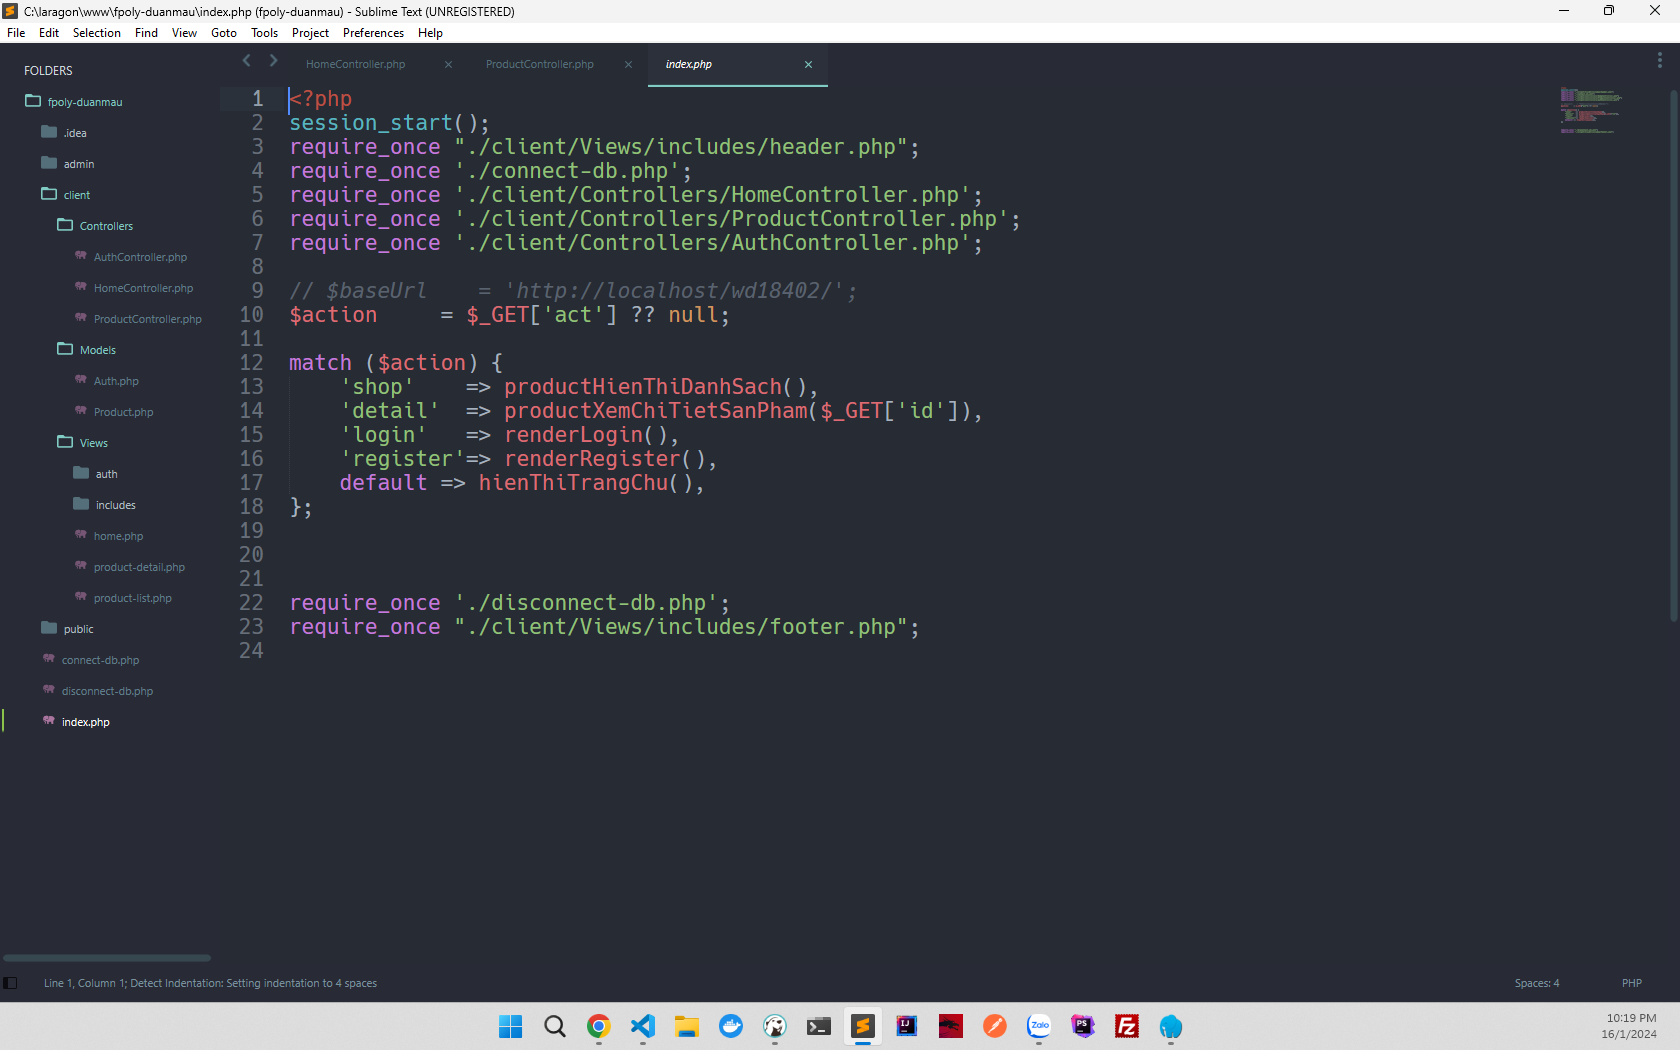 C:\laragon\www\fpoly-duanmau\index.php (fpoly-duanmau) - Sublime Text (UNREGISTERED)
File Edit Selection Find View Goto Tools Project Preferences Help
FOLDERS
fpoly-duanmau
.idea
admin
client
Controllers
AuthController.php
HomeController.php
ProductController.php
Models
Auth.php
Product.php
Views
auth
includes
home.php
product-detail.php
product-list.php
public
connect-db.php
disconnect-db.php
index.php
HomeController.php
ProductController.php
index.php
1 <?php
2 session_start();
3 require_once "./client/Views/includes/header.php";
4 require_once './connect-db.php';
5 require_once './client/Controllers/HomeController.php';
6 require_once './client/Controllers/ProductController.php';
7 require_once './client/Controllers/AuthController.php';
8
9 // $baseUrl    = 'http://localhost/wd18402/';
10 $action     = $_GET['act'] ?? null;
11
12 match ($action) {
13     'shop'    => productHienThiDanhSach(),
14     'detail'  => productXemChiTietSanPham($_GET['id']),
15     'login'   => renderLogin(),
16     'register'=> renderRegister(),
17     default => hienThiTrangChu(),
18 };
19
20
21
22 require_once './disconnect-db.php';
23 require_once "./client/Views/includes/footer.php";
24
Line 1, Column 1; Detect Indentation: Setting indentation to 4 spaces
Spaces: 4
PHP
IJ
Zalo
PS
FZ
10:19 PM
16/1/2024